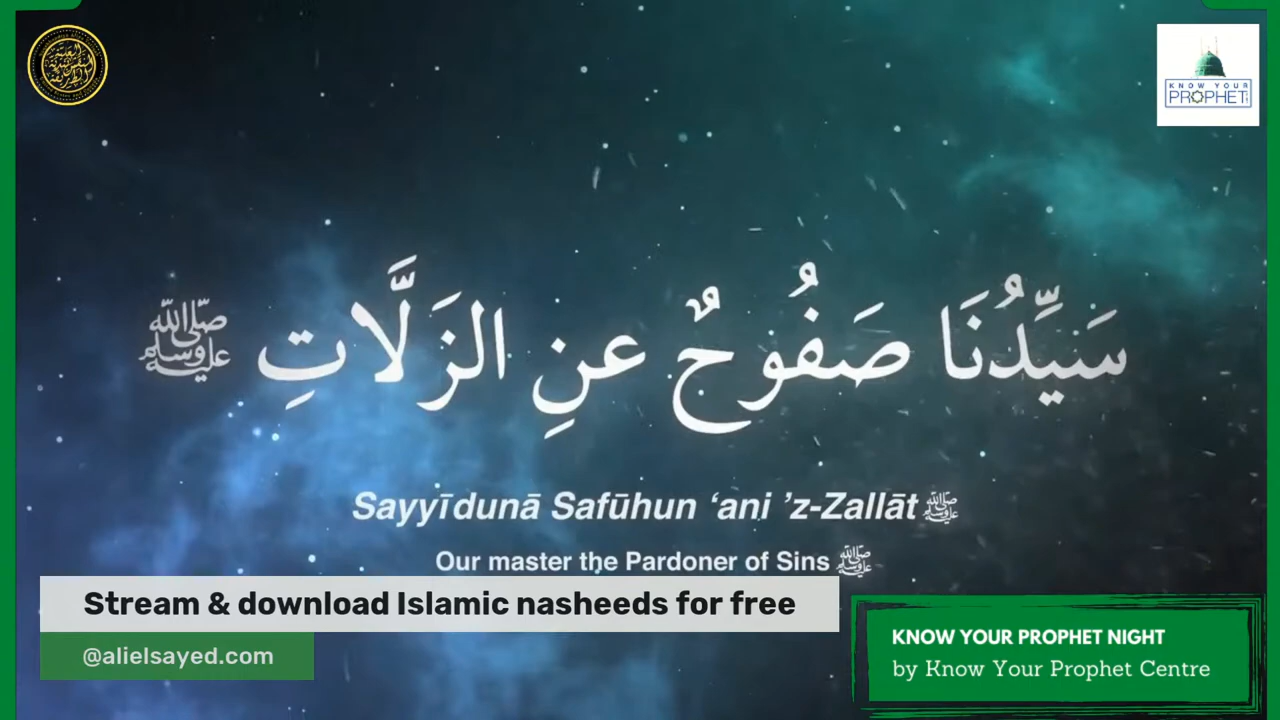 KNOW YOUR
PROPHET
سَيِّدُنَا صَفُوحٌ عَنِ الزَلَّاتِ ﷺ
Sayyīdunā Safūhun ‘ani ’z-Zallāt ﷺ
Our master the Pardoner of Sins ﷺ
Stream & download Islamic nasheeds for free
@alielsayed.com
KNOW YOUR PROPHET NIGHT
by Know Your Prophet Centre